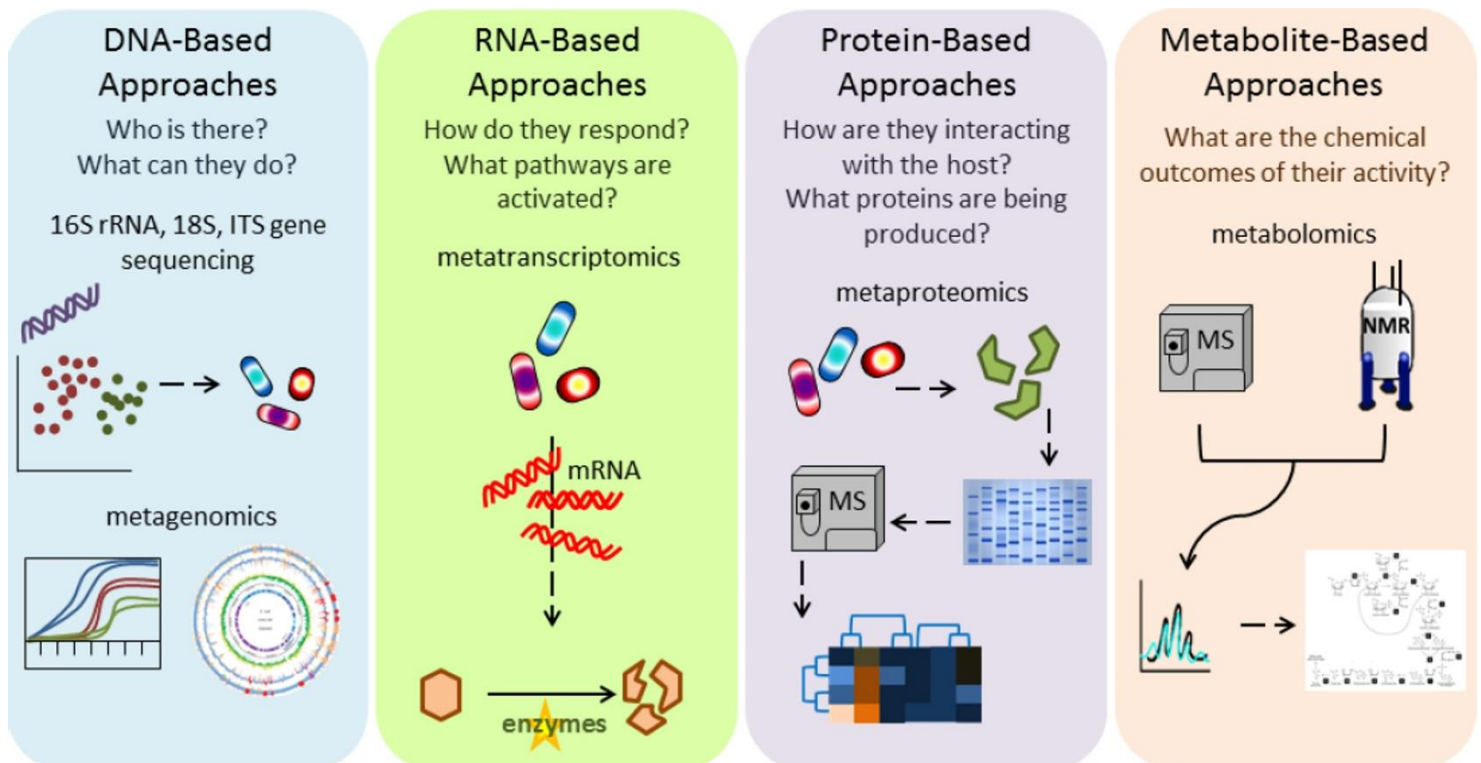 DNA-Based
Approaches
Who is there?
What can they do?
16S rRNA, 18S, ITS gene
sequencing
metagenomics
RNA-Based
Approaches
How do they respond?
What pathways are
activated?
metatranscriptomics
mRNA
enzymes
Protein-Based
Approaches
How are they interacting
with the host?
What proteins are being
produced?
metaproteomics
MS
Metabolite-Based
Approaches
What are the chemical
outcomes of their activity?
metabolomics
MS
NMR